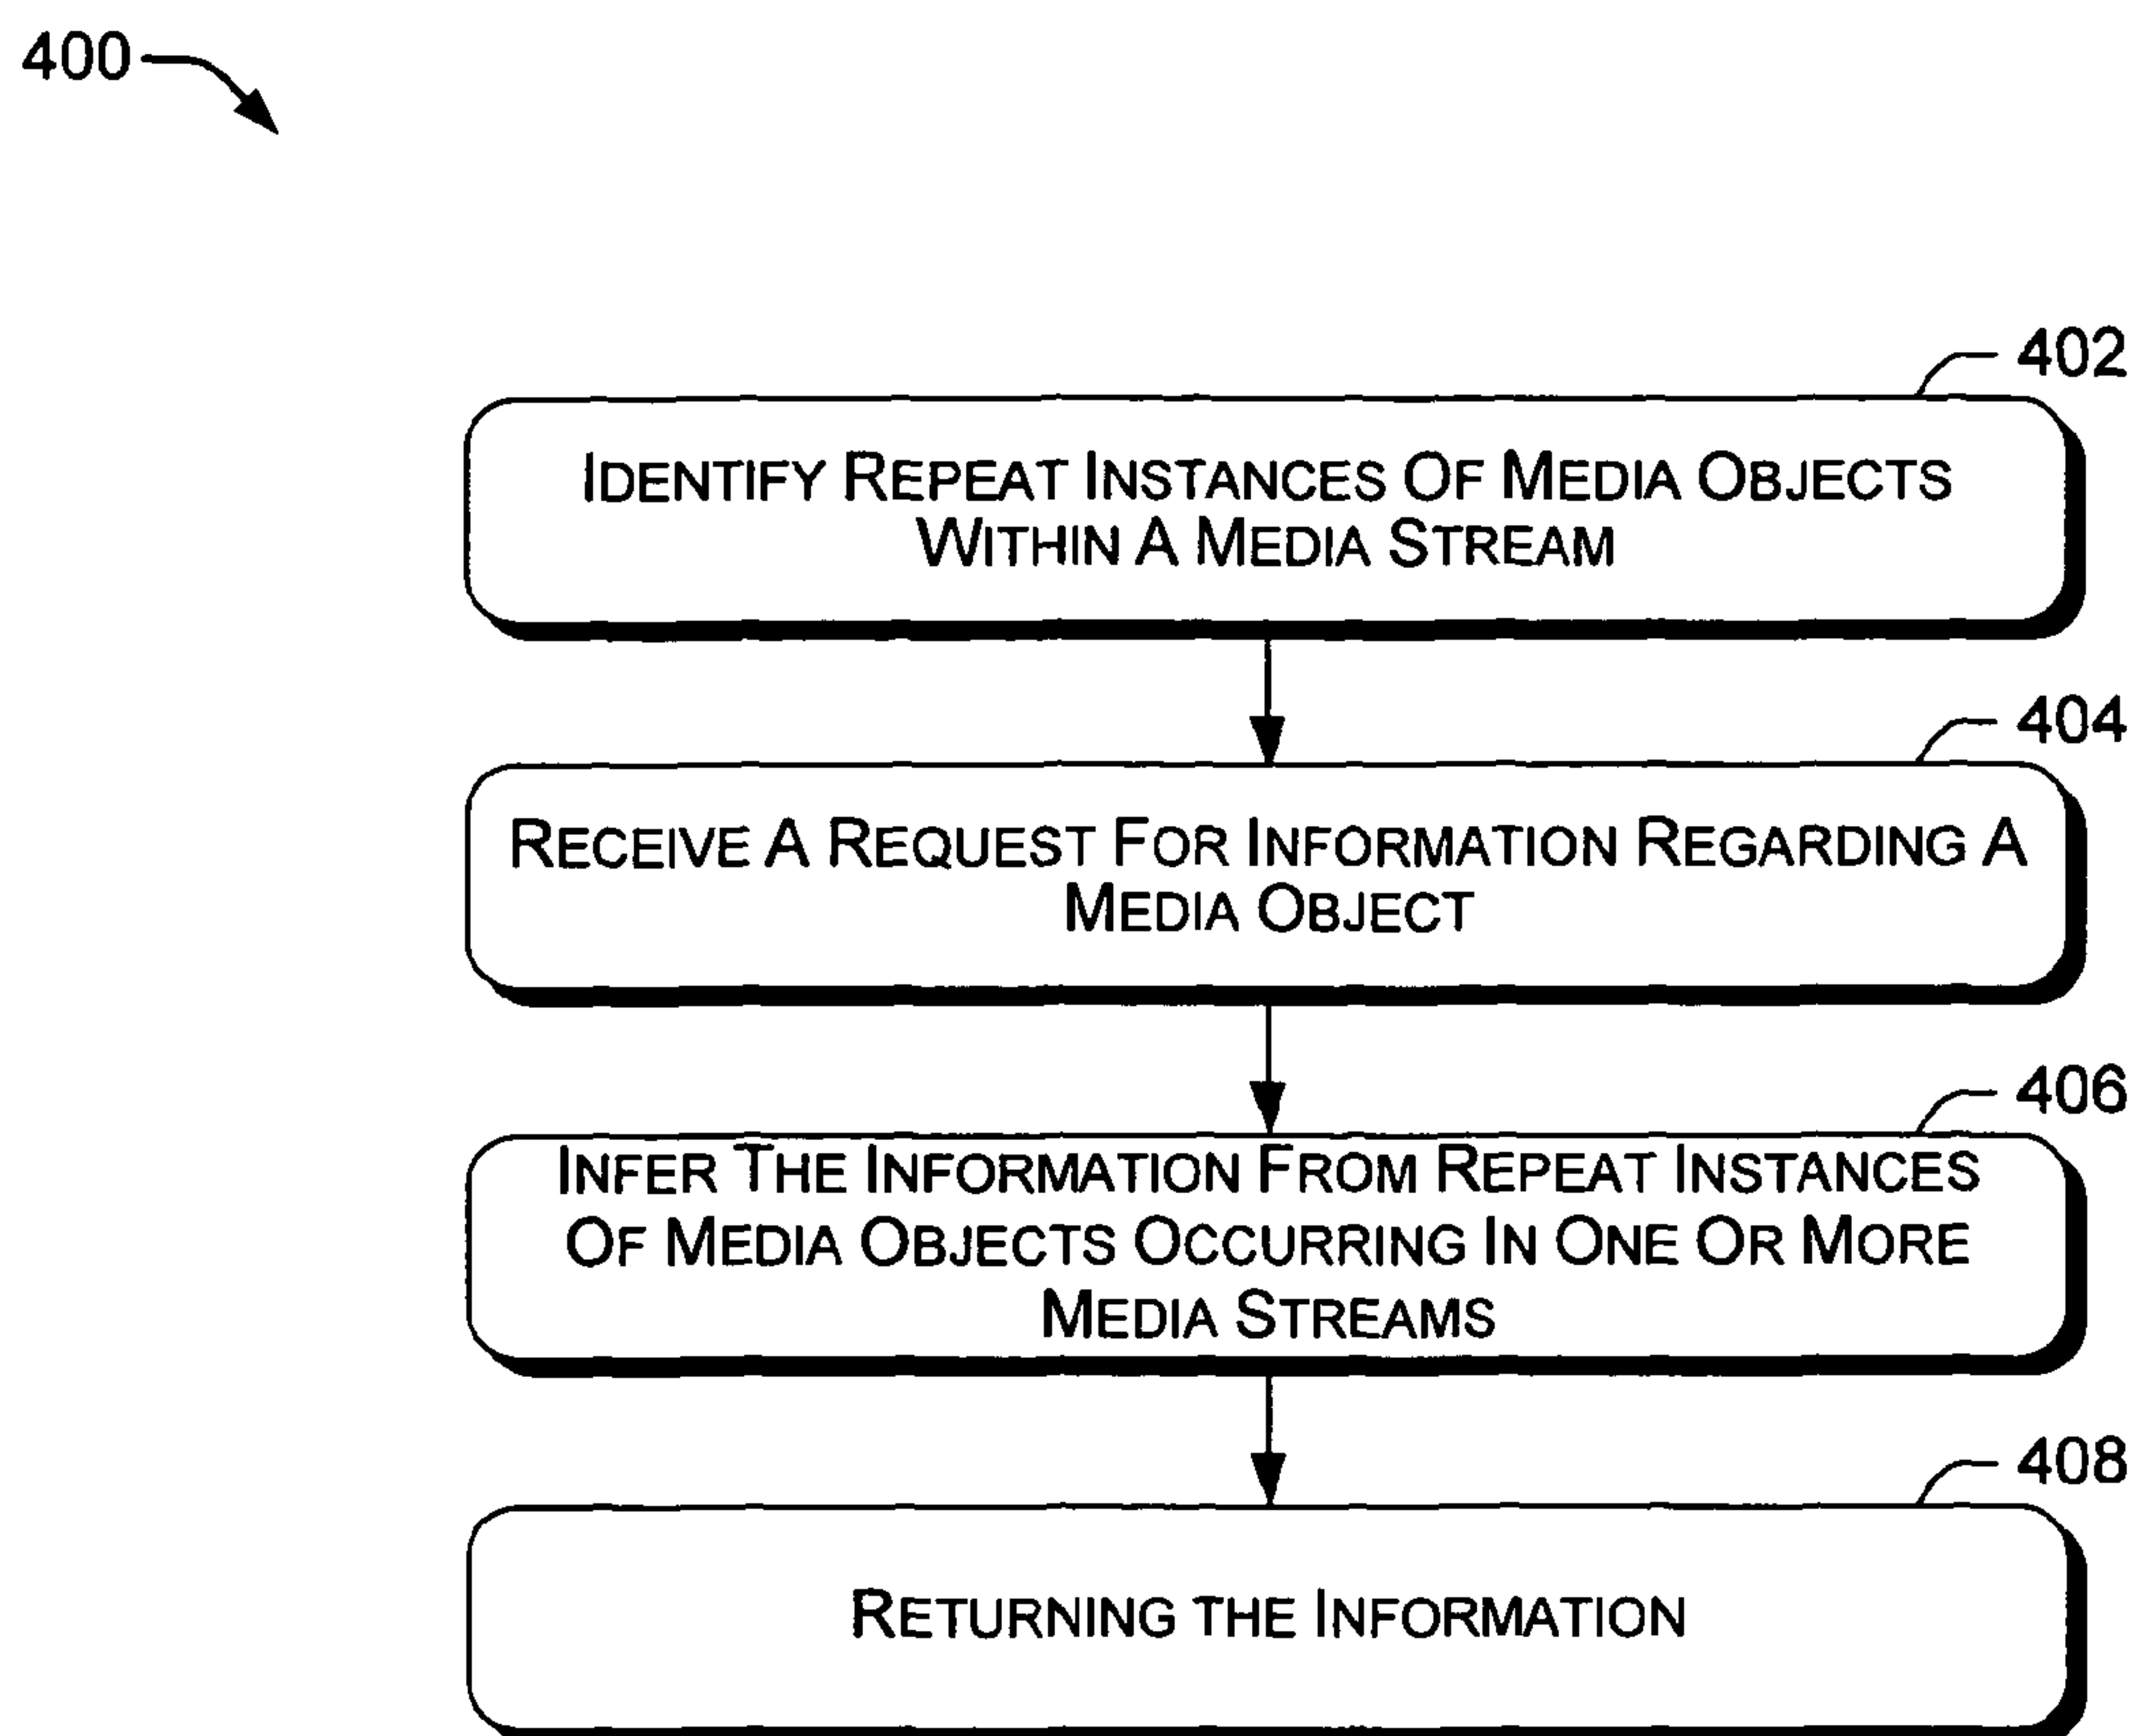 400
402
IDENTIFY REPEAT INSTANCES OF MEDIA OBJECTS
WITHIN A MEDIA STREAM
404
RECEIVE A REQUEST FOR INFORMATION REGARDING A
MEDIA OBJECT
406
INFER THE INFORMATION FROM REPEAT INSTANCES
OF MEDIA OBJECTS OCCURRING IN ONE OR MORE
MEDIA STREAMS
408
RETURNING THE INFORMATION